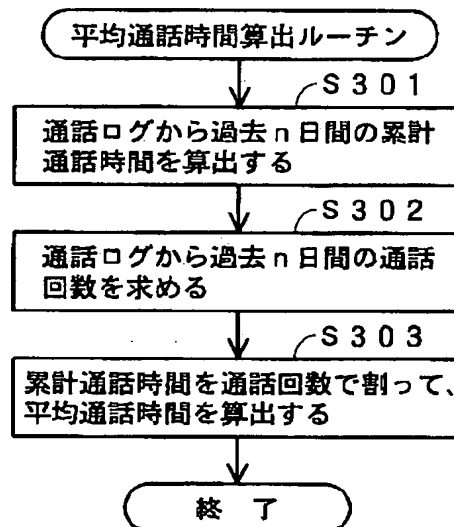 平均通話時間算出ルーチン
S301
通話ログから過去n日間の累計
通話時間を算出する
S302
通話ログから過去n日間の通話
回数を求める
S303
累計通話時間を通話回数で割って、
平均通話時間を算出する
終 了